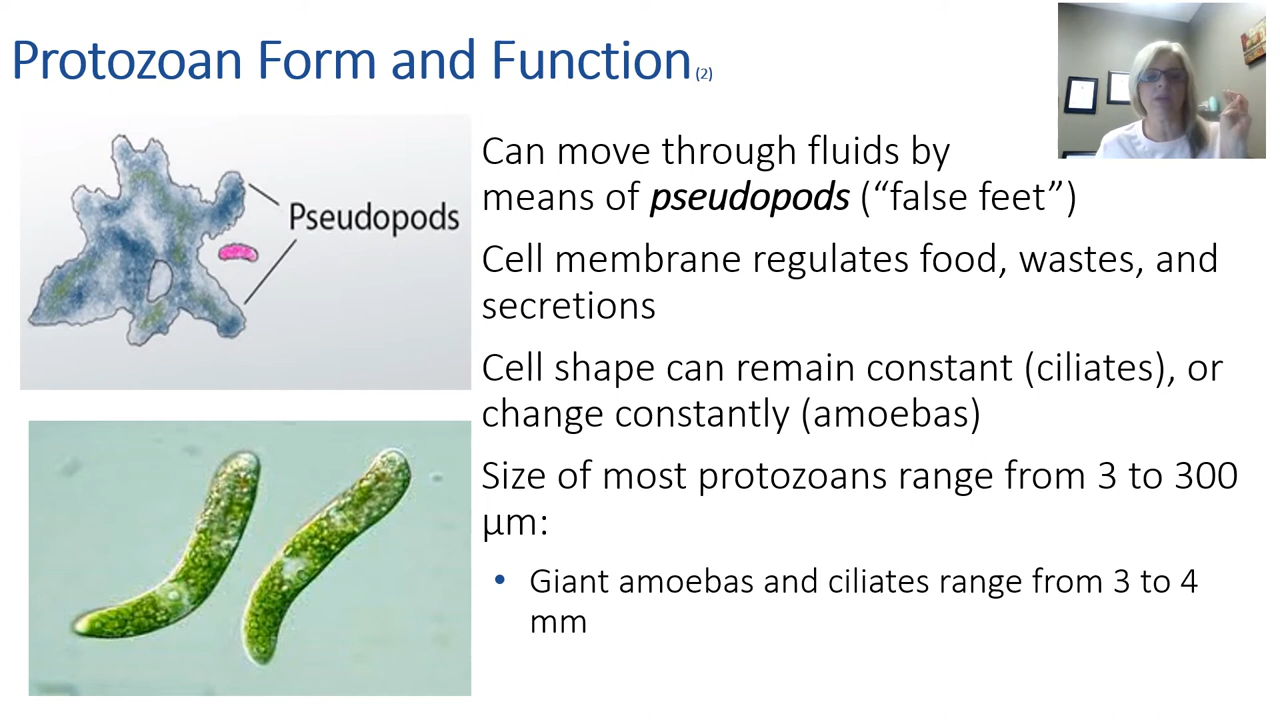 Protozoan Form and Function (2)
Pseudopods
Can move through fluids by
means of pseudopods (“false feet”)
Cell membrane regulates food, wastes, and
secretions
Cell shape can remain constant (ciliates), or
change constantly (amoebas)
Size of most protozoans range from 3 to 300
μm:
• Giant amoebas and ciliates range from 3 to 4
mm